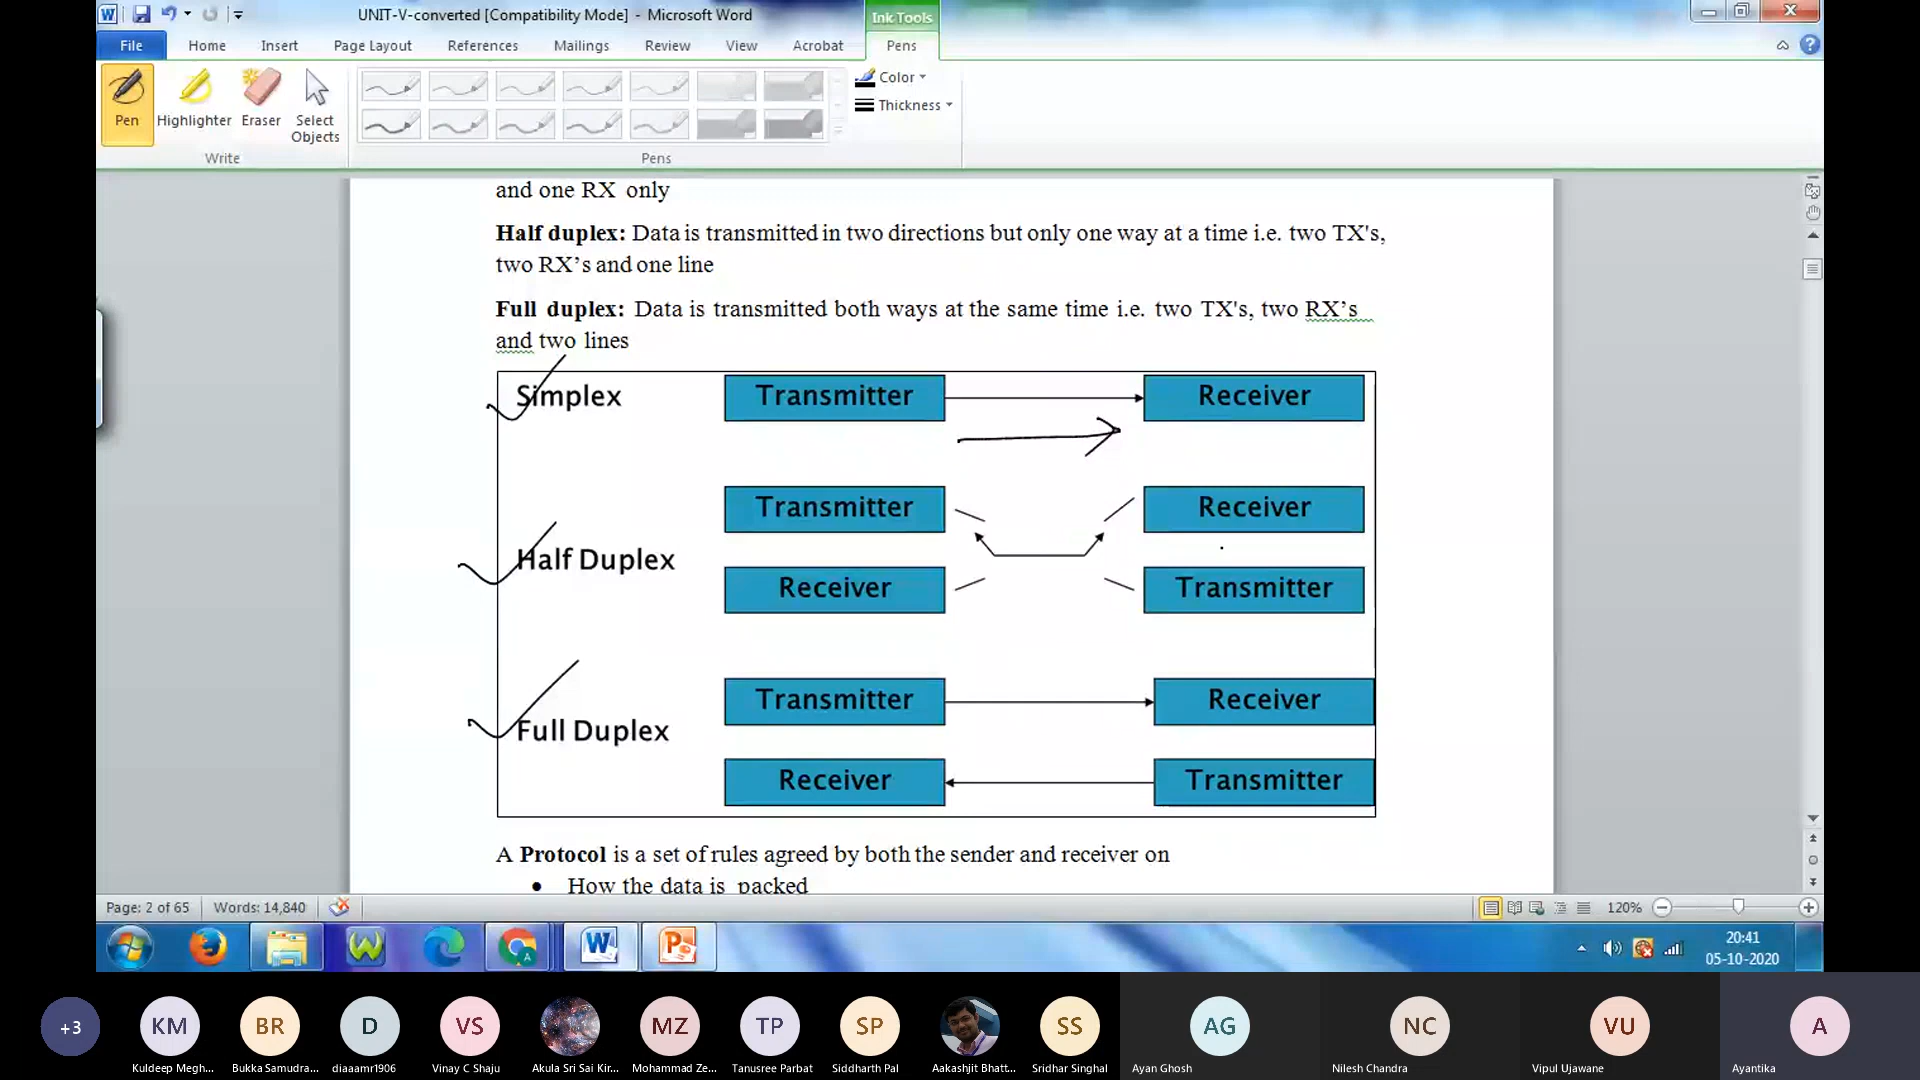 UNIT-V-converted [Compatibility Mode] - Microsoft Word
Ink Tools
File Home Insert Page Layout References Mailings Review View Acrobat Pens
Pen Highlighter Eraser Select Objects
Color
Thickness
Write Pens
and one RX only
Half duplex: Data is transmitted in two directions but only one way at a time i.e. two TX's,
two RX’s and one line
Full duplex: Data is transmitted both ways at the same time i.e. two TX's, two RX’s
and two lines
Simplex Transmitter Receiver
Transmitter Receiver
Half Duplex
Receiver Transmitter
Transmitter Receiver
Full Duplex
Receiver Transmitter
A Protocol is a set of rules agreed by both the sender and receiver on
• How the data is packed
Page: 2 of 65 Words: 14,840 120%
20:41
05-10-2020
+3 KM BR D VS MZ TP SP SS AG NC VU A
Kuldeep Megh... Bukka Samudra... diaaamr1906 Vinay C Shaju Akula Sri Sai Kir... Mohammad Ze... Tanusree Parbat Siddharth Pal Aakashjit Bhatt... Sridhar Singhal Ayan Ghosh Nilesh Chandra Vipul Ujawane Ayantika